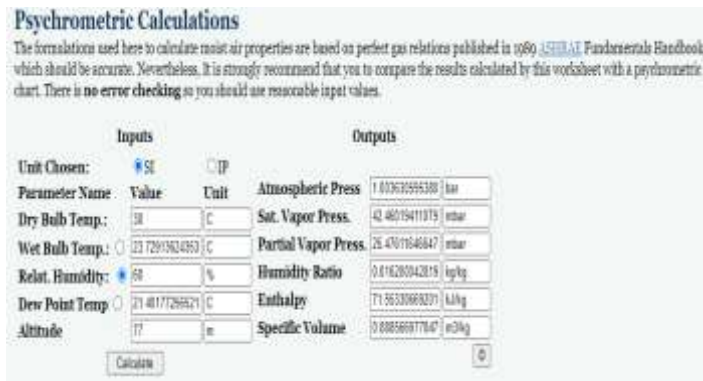 Psychrometric Calculations
The formulations used here to calculate moist air properties are based on perfect gas relations published in 1989 ASHRAE Fundamentals Handbook
which should be accurate. Nevertheless, It is strongly recommend that you to compare the results calculated by this worksheet with a psychrometric
chart. There is no error checking so you should use reasonable input values.
Inputs Outputs
Unit Chosen: SI IP
Parameter Name Value Unit
Atmospheric Press bar
Dry Bulb Temp.: 30 C
Sat. Vapor Press. mbar
Wet Bulb Temp.: C
Partial Vapor Press. mbar
Relat. Humidity: 60 %
Humidity Ratio kg/kg
Dew Point Temp C
Enthalpy kJ/kg
Altitude m
Specific Volume m3/kg
Calculate